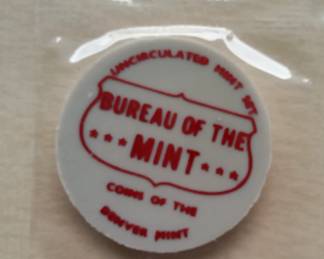 UNCIRCULATED MINT SET
BUREAU OF THE
★★★ MINT ★★★
COINS OF THE
DENVER MINT